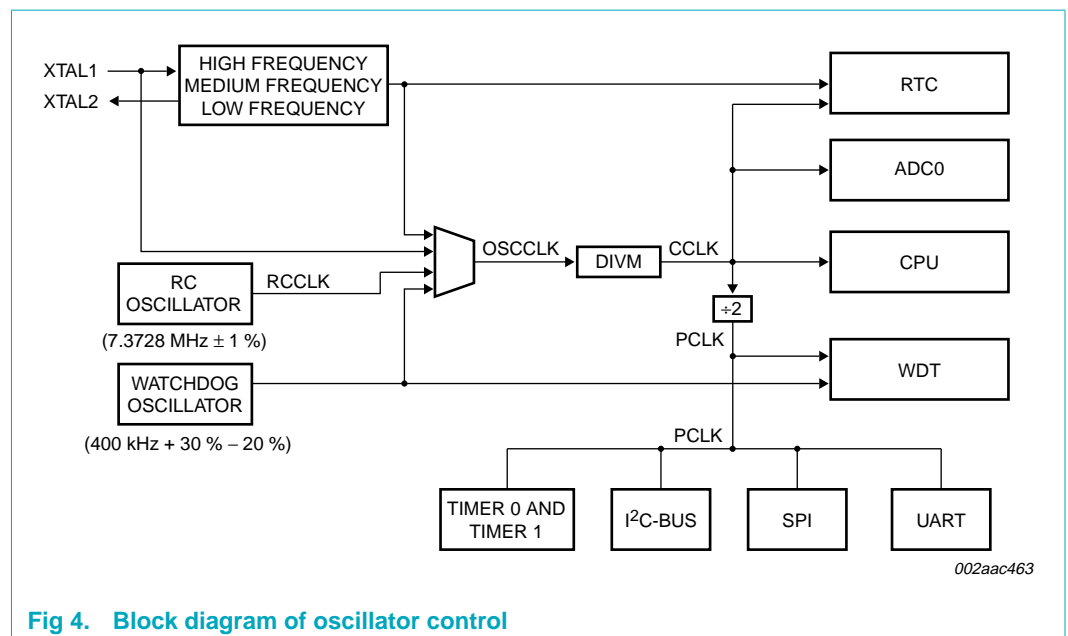 XTAL1
XTAL2
HIGH FREQUENCY
MEDIUM FREQUENCY
LOW FREQUENCY
RTC
ADC0
OSCCLK
DIVM
CCLK
CPU
RC
OSCILLATOR
RCCLK
(7.3728 MHz ± 1 %)
÷2
PCLK
WDT
WATCHDOG
OSCILLATOR
(400 kHz + 30 % − 20 %)
PCLK
TIMER 0 AND
TIMER 1
I²C-BUS
SPI
UART
002aac463
Fig 4. Block diagram of oscillator control